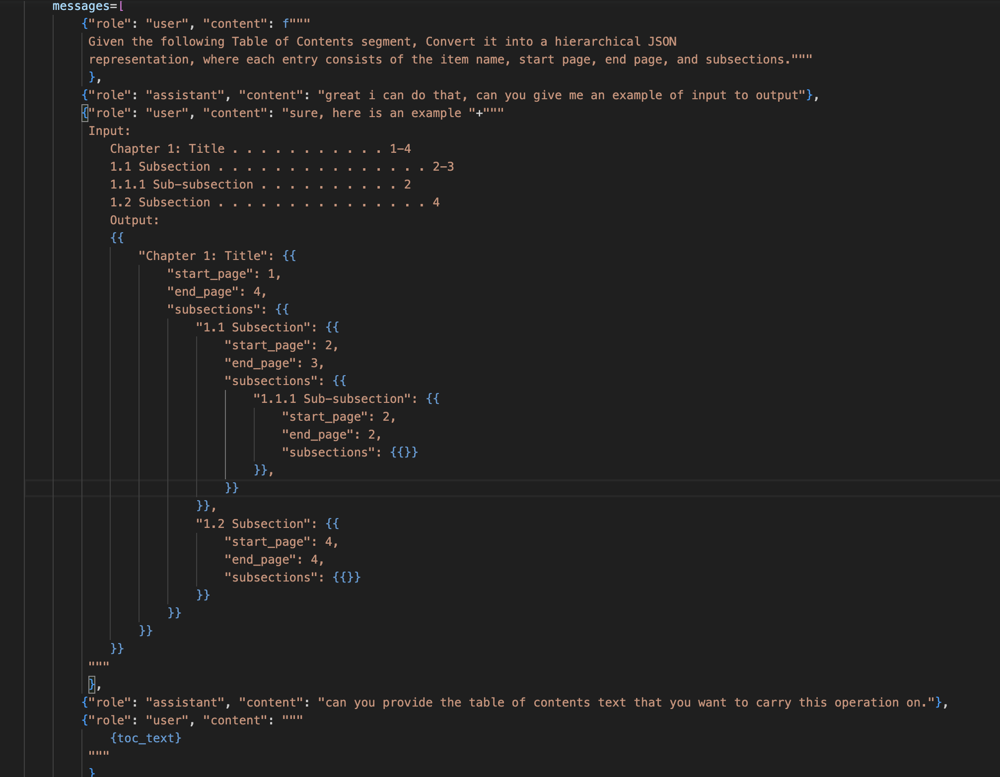 messages=[
{"role": "user", "content": f"""
Given the following Table of Contents segment, Convert it into a hierarchical JSON
representation, where each entry consists of the item name, start page, end page, and subsections."""
},
{"role": "assistant", "content": "great i can do that, can you give me an example of input to output"},
{"role": "user", "content": "sure, here is an example "+"""
Input:
Chapter 1: Title . . . . . . . . . . . 1-4
1.1 Subsection . . . . . . . . . . . . . . . 2-3
1.1.1 Sub-subsection . . . . . . . . . . 2
1.2 Subsection . . . . . . . . . . . . . . . 4
Output:
{{
"Chapter 1: Title": {{
"start_page": 1,
"end_page": 4,
"subsections": {{
"1.1 Subsection": {{
"start_page": 2,
"end_page": 3,
"subsections": {{
"1.1.1 Sub-subsection": {{
"start_page": 2,
"end_page": 2,
"subsections": {{}}
}},
}}
}},
"1.2 Subsection": {{
"start_page": 4,
"end_page": 4,
"subsections": {{}}
}}
}}
}}
}}
"""
},
{"role": "assistant", "content": "can you provide the table of contents text that you want to carry this operation on."},
{"role": "user", "content": """
{toc_text}
"""
}